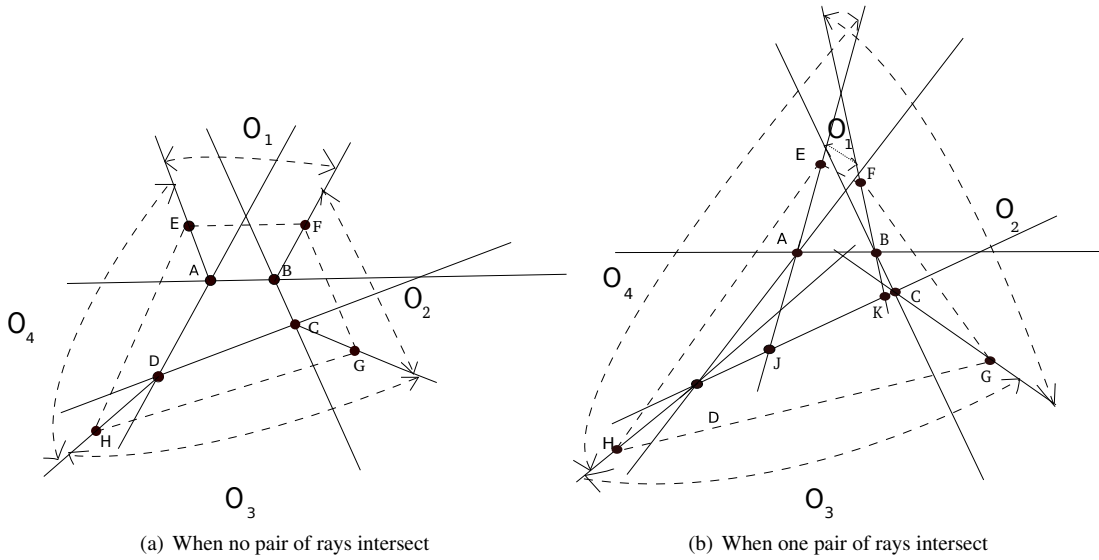 O1
E
F
A
B
O2
C
O4
D
G
H
O3
(a) When no pair of rays intersect
O1
E
F
O2
A
B
O4
C
K
J
G
D
H
O3
(b) When one pair of rays intersect